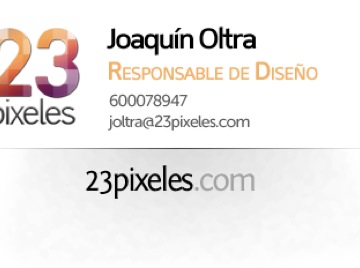 23
pixeles
Joaquín Oltra
Responsable de Diseño
600078947
joltra@23pixeles.com
23pixeles.com